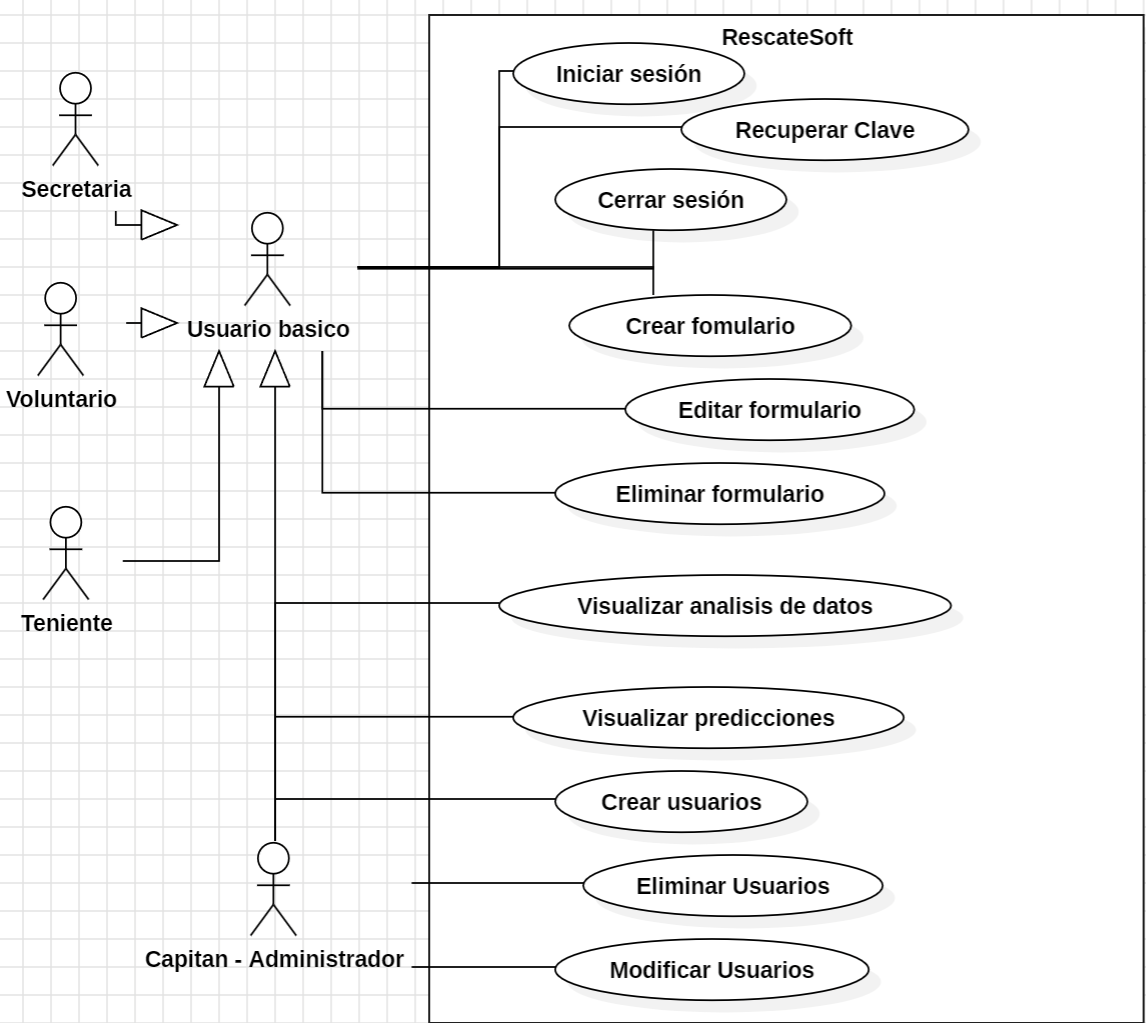 RescateSoft
Iniciar sesión
Recuperar Clave
Secretaria
Cerrar sesión
Usuario basico
Crear fomulario
Voluntario
Editar formulario
Eliminar formulario
Teniente
Visualizar analisis de datos
Visualizar predicciones
Crear usuarios
Eliminar Usuarios
Capitan - Administrador
Modificar Usuarios